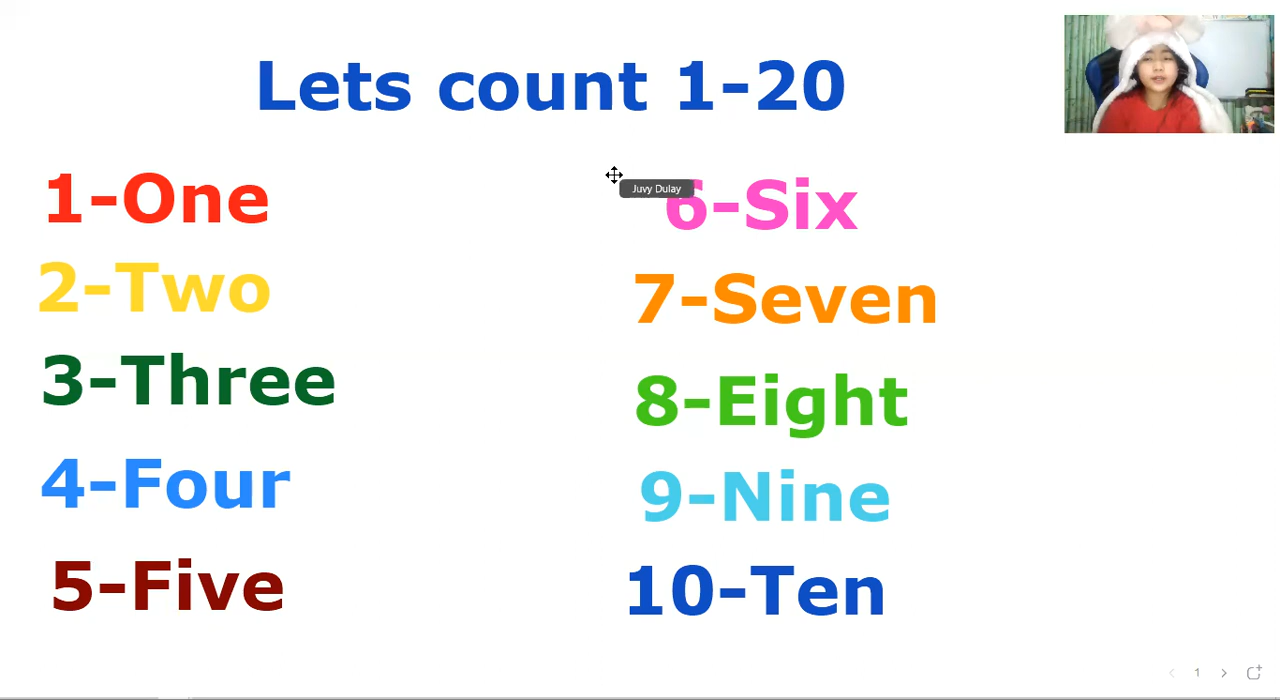 Lets count 1-20
1-One
2-Two
3-Three
4-Four
5-Five
Juvy Dulay
6-Six
7-Seven
8-Eight
9-Nine
10-Ten
1